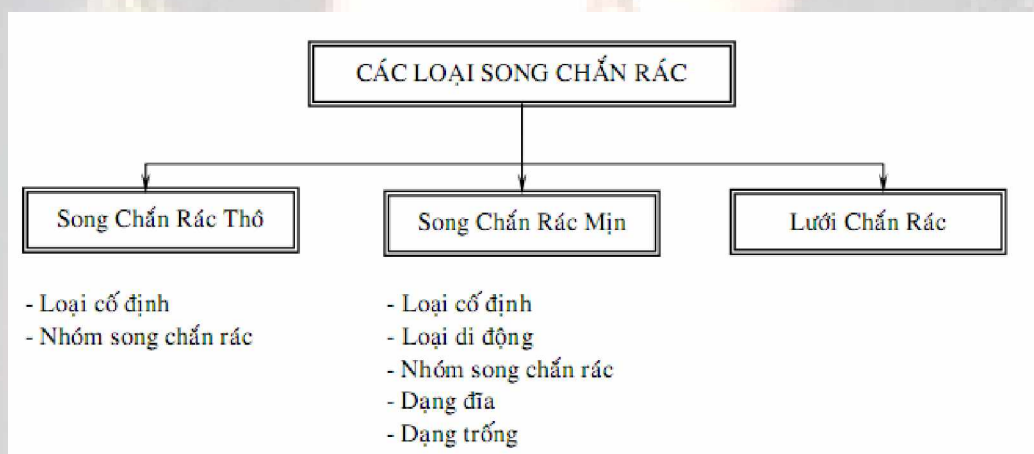 CÁC LOẠI SONG CHẮN RÁC
Song Chắn Rác Thô
Song Chắn Rác Mịn
Lưới Chắn Rác
- Loại cố định
- Nhóm song chắn rác
- Loại cố định
- Loại di động
- Nhóm song chắn rác
- Dạng đĩa
- Dạng trống